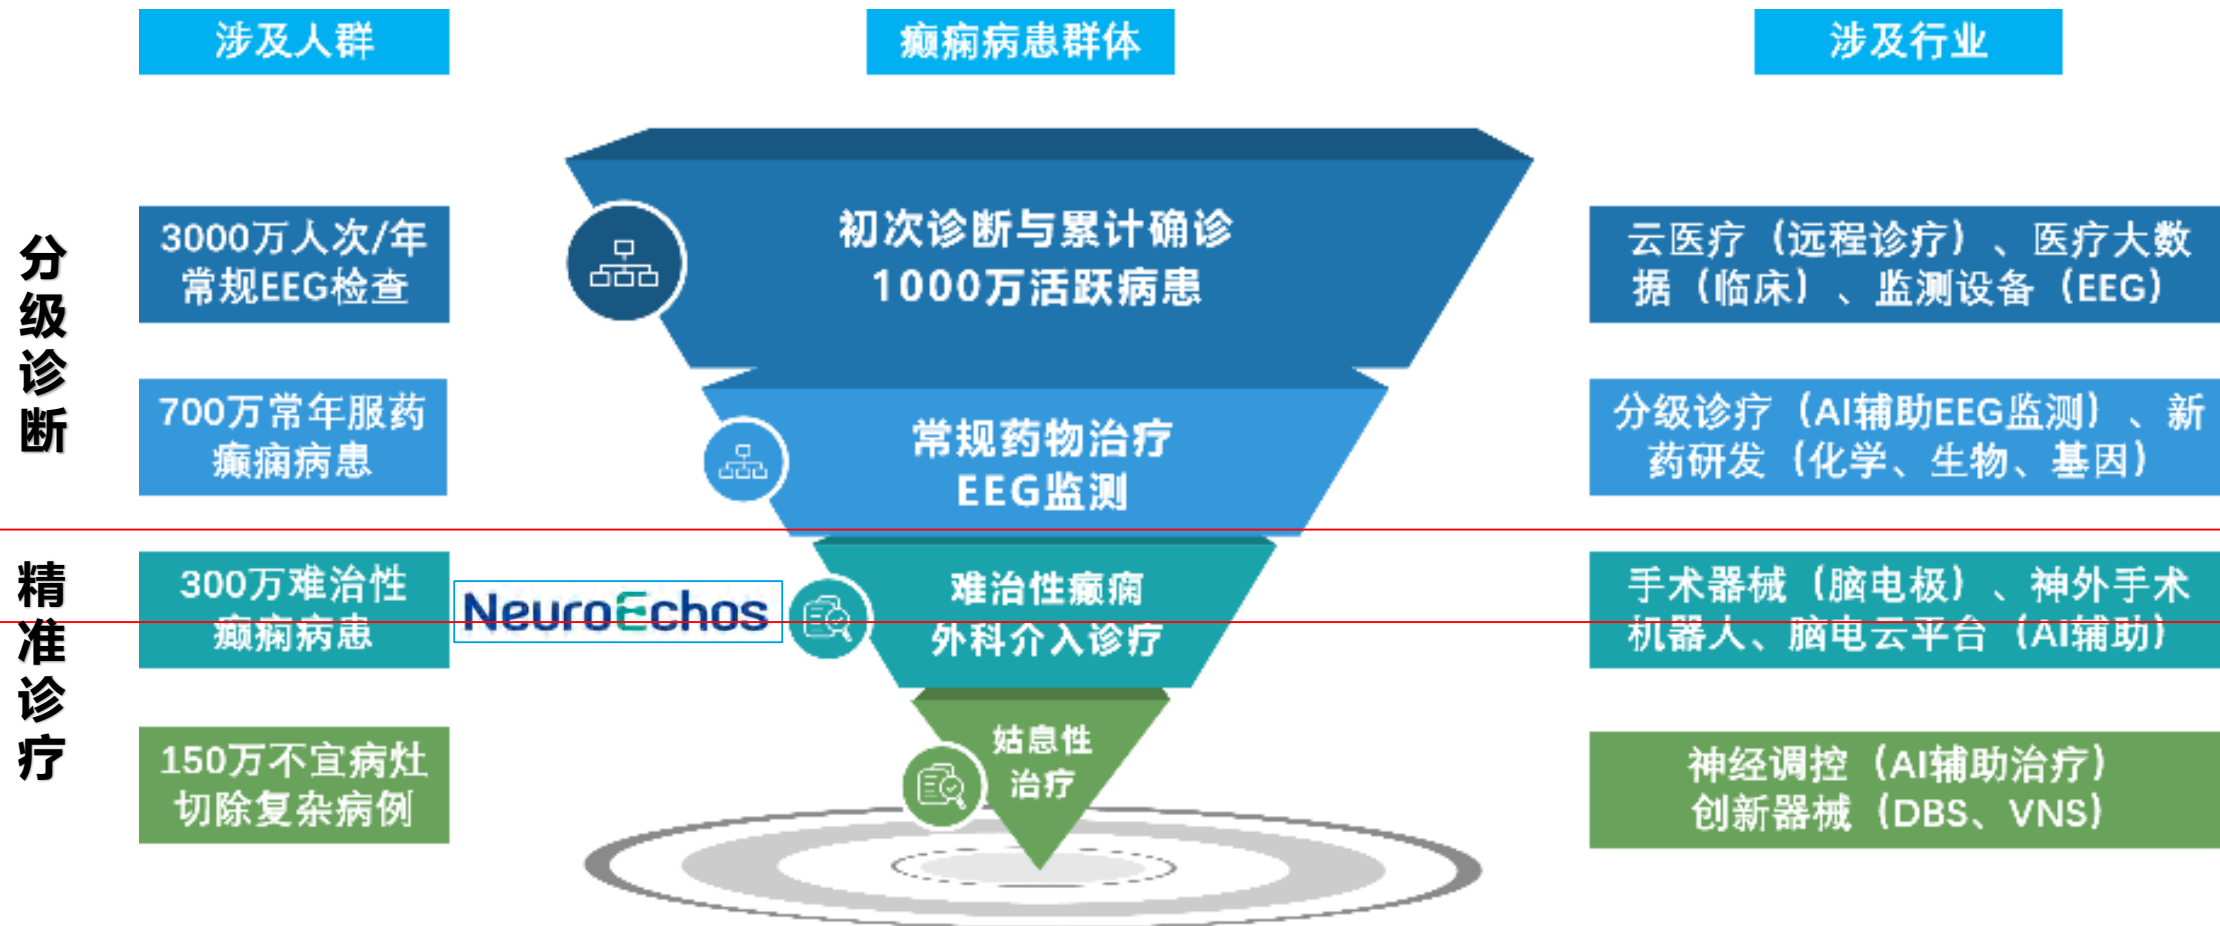 涉及人群
癫痫病患群体
涉及行业
分级诊断
3000万人次/年
常规EEG检查
初次诊断与累计确诊
1000万活跃病患
云医疗（远程诊疗）、医疗大数
据（临床）、监测设备（EEG）
700万常年服药
癫痫病患
常规药物治疗
EEG监测
分级诊疗（AI辅助EEG监测）、新
药研发（化学、生物、基因）
精准诊疗
300万难治性
癫痫病患
NeuroEchos
难治性癫痫
外科介入诊疗
手术器械（脑电极）、神外手术
机器人、脑电云平台（AI辅助）
150万不宜病灶
切除复杂病例
姑息性
治疗
神经调控（AI辅助治疗）
创新器械（DBS、VNS）